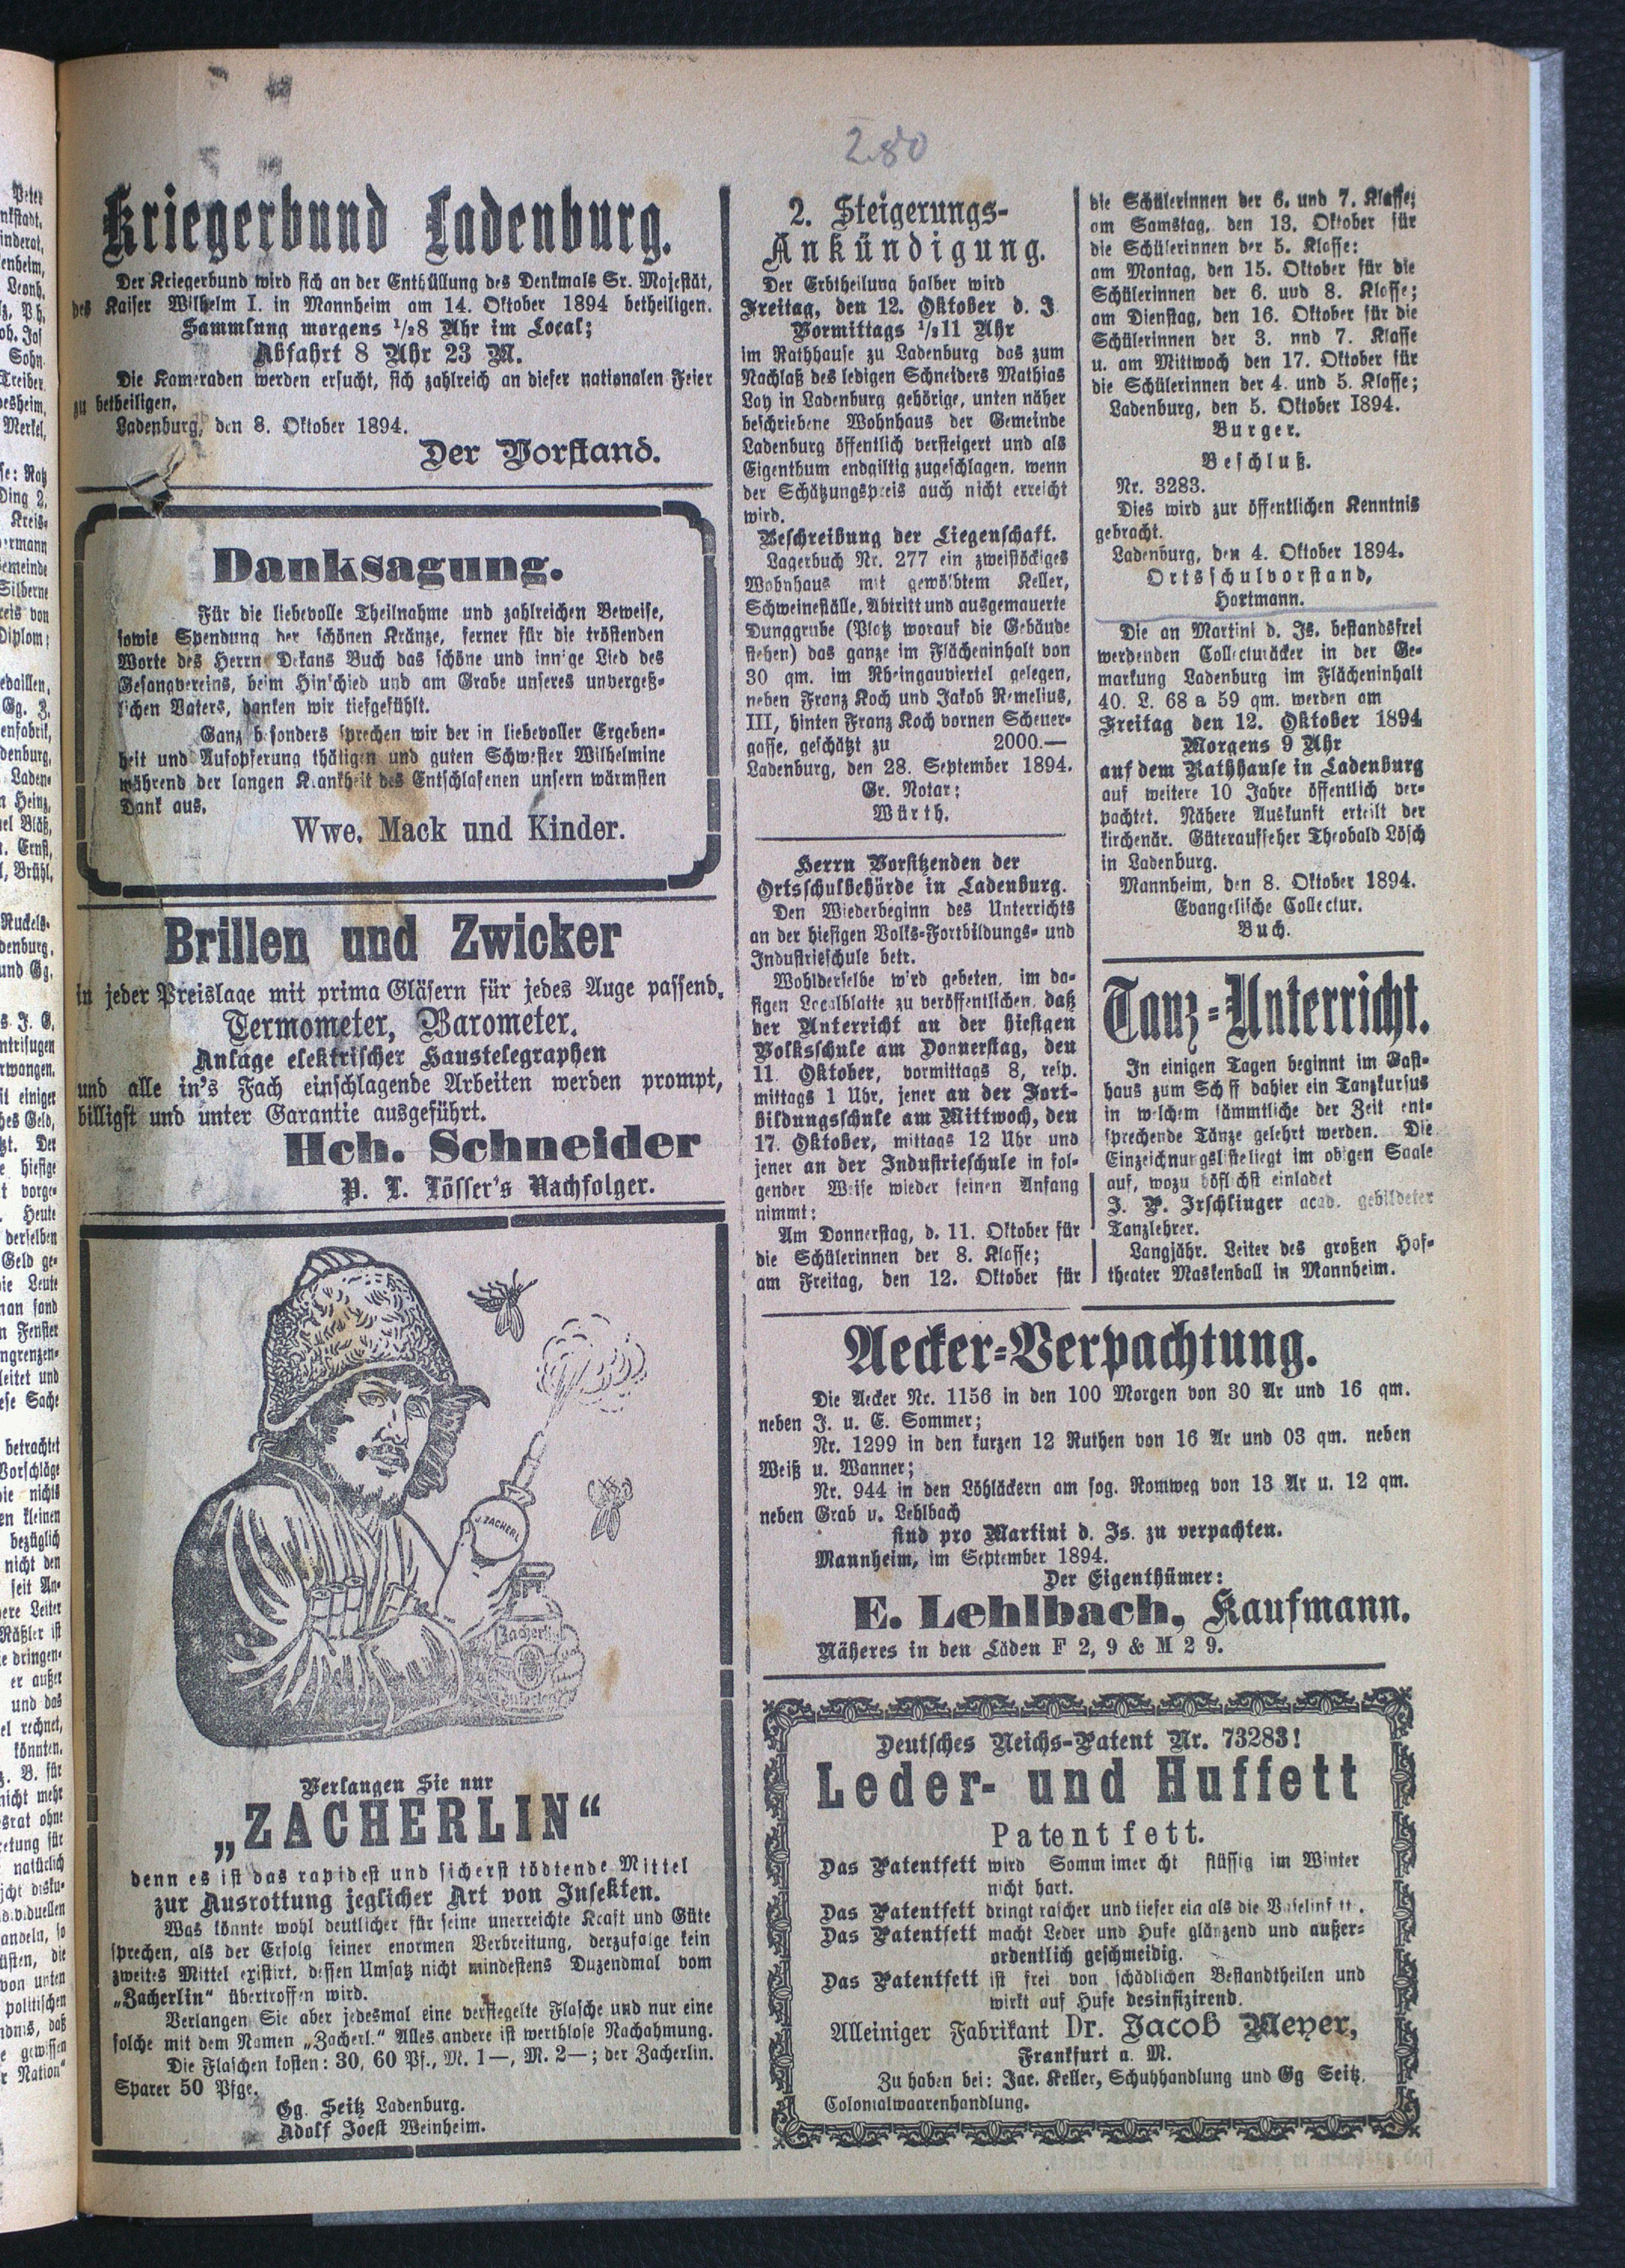 2.80
Kriegerbund Ladenburg.
Der Kriegerbund wird sich an der Enthüllung des Denkmals Sr. Majestät,
des Kaiser Wilhelm I. in Mannheim am 14. Oktober 1894 betheiligen.
Sammlung morgens 1/28 Uhr im Local;
Abfahrt 8 Uhr 23 M.
Die Kameraden werden ersucht, sich zahlreich an dieser nationalen Feier
zu betheiligen.
Ladenburg, den 8. Oktober 1894.
Der Vorstand.
Danksagung.
Für die liebevolle Theilnahme und zahlreichen Beweise,
sowie Spendung der schönen Kränze, ferner für die tröstenden
Worte des Herrn Dekans Buch das schöne und innige Lied des
Gesangvereins, beim Hinschied und am Grabe unseres unvergeß-
lichen Vaters, danken wir tiefgefühlt.
Ganz besonders sprechen wir der in liebevoller Ergeben-
heit und Aufopferung thätigen und guten Schwester Wilhelmine
während der langen Krankheit des Entschlafenen unsern wärmsten
Dank aus.
Wwe. Mack und Kinder.
Brillen und Zwicker
in jeder Preislage mit prima Gläsern für jedes Auge passend.
Termometer, Barometer.
Anlage elektrischer Haustelegraphen
und alle in's Fach einschlagende Arbeiten werden prompt,
billigst und unter Garantie ausgeführt.
Hch. Schneider
P. L. Löffer's Nachfolger.
J. ZACHERL
Zacherlin
Verlangen Sie nur
„ZACHERLIN“
denn es ist das rapidest und sicherst tödtende Mittel
zur Ausrottung jeglicher Art von Insekten.
Was könnte wohl deutlicher für seine unerreichte Kraft und Güte
sprechen, als der Erfolg seiner enormen Verbreitung, derzufolge kein
zweites Mittel existirt, dessen Umsatz nicht mindestens Duzendmal vom
„Zacherlin“ übertroffen wird.
Verlangen Sie aber jedesmal eine versiegelte Flasche und nur eine
solche mit dem Namen „Zacherl.“ Alles andere ist werthlose Nachahmung.
Die Flaschen kosten: 30, 60 Pf., M. 1—, M. 2—; der Zacherlin.
Sparer 50 Pfge.
Gg. Seitz Ladenburg.
Adolf Joest Weinheim.
2. Steigerungs-
Ankündigung.
Der Erbtheilung halber wird
Freitag, den 12. Oktober d. J.
Vormittags 1/211 Uhr
im Rathhause zu Ladenburg das zum
Nachlaß des ledigen Schneiders Mathias
Loy in Ladenburg gehörige, unten näher
beschriebene Wohnhaus der Gemeinde
Ladenburg öffentlich versteigert und als
Eigenthum endgiltig zugeschlagen, wenn
der Schätzungspreis auch nicht erreicht
wird.
Beschreibung der Liegenschaft.
Lagerbuch Nr. 277 ein zweistöckiges
Wohnhaus mit gewölbtem Keller,
Schweineställe, Abtritt und ausgemauerte
Dunggrube (Platz worauf die Gebäude
stehen) das ganze im Flächeninhalt von
30 qm. im Rheingauviertel gelegen,
neben Franz Koch und Jakob Remelius,
III, hinten Franz Koch vornen Scheuer-
gasse, geschätzt zu 2000.—
Ladenburg, den 28. September 1894.
Gr. Notar:
Würth.
Herrn Vorsitzenden der
Ortsschulbehörde in Ladenburg.
Den Wiederbeginn des Unterrichts
an der hiesigen Volks-Fortbildungs- und
Industrieschule betr.
Wohlderselbe wird gebeten, im da-
sigen Localblatte zu veröffentlichen, daß
der Unterricht an der hiesigen
Volksschule am Donnerstag, den
11. Oktober, vormittags 8, resp.
mittags 1 Uhr, jener an der Fort-
bildungsschule am Mittwoch, den
17. Oktober, mittags 12 Uhr und
jener an der Industrieschule in fol-
gender Weise wieder seinen Anfang
nimmt:
Am Donnerstag, d. 11. Oktober für
die Schülerinnen der 8. Klasse;
am Freitag, den 12. Oktober für
die Schülerinnen der 6. und 7. Klasse;
am Samstag, den 13. Oktober für
die Schülerinnen der 5. Klasse:
am Montag, den 15. Oktober für die
Schülerinnen der 6. uvd 8. Klasse;
am Dienstag, den 16. Oktober für die
Schülerinnen der 3. nnd 7. Klasse
u. am Mittwoch den 17. Oktober für
die Schülerinnen der 4. und 5. Klasse;
Ladenburg, den 5. Oktober 1894.
Burger.
Beschluß.
Nr. 3283.
Dies wird zur öffentlichen Kenntnis
gebracht.
Ladenburg, den 4. Oktober 1894.
Ortsschulvorstand,
Hartmann.
Die an Martini d. Js. bestandsfrei
werdenden Collecturäcker in der Ge-
markung Ladenburg im Flächeninhalt
40. L. 68 a 59 qm. werden am
Freitag den 12. Oktober 1894
Morgens 9 Uhr
auf dem Rathhause in Ladenburg
auf weitere 10 Jahre öffentlich ver-
pachtet. Nähere Auskunft erteilt der
kirchenär. Güteraufseher Theobald Lösch
in Ladenburg.
Mannheim, den 8. Oktober 1894.
Evangelische Collectur.
Buch.
Tanz-Unterricht.
In einigen Tagen beginnt im Gast-
haus zum Schiff dahier ein Tanzkursus
in welchem sämmtliche der Zeit ent-
sprechende Tänze gelehrt werden. Die
Einzeichnungsliste liegt im obigen Saale
auf, wozu höflichst einladet
J. P. Irschlinger acad. gebildeter
Tanzlehrer.
Langjähr. Leiter des großen Hof-
theater Maskenball in Mannheim.
Aecker-Verpachtung.
Die Aecker Nr. 1156 in den 100 Morgen von 30 Ar und 16 qm.
neben J. u. E. Sommer;
Nr. 1299 in den kurzen 12 Ruthen von 16 Ar und 03 qm. neben
Weiß u. Wanner;
Nr. 944 in den Löhläckern am sog. Romweg von 13 Ar u. 12 qm.
neben Grab u. Lehlbach
sind pro Martini d. Js. zu verpachten.
Mannheim, im September 1894.
Der Eigenthümer:
E. Lehlbach, Kaufmann.
Näheres in den Läden F 2, 9 & M 2 9.
Deutsches Reichs-Patent Nr. 73283!
Leder- und Huffett
Patentfett.
Das Patentfett wird flüssig im Winter
nicht hart.
Das Patentfett dringt rascher und tiefer ein als die Vaselinfett.
Das Patentfett macht Leder und Hufe glänzend und außer-
ordentlich geschmeidig.
Das Patentfett ist frei von schädlichen Bestandtheilen und
wirkt auf Hufe desinfizirend.
Alleiniger Fabrikant Dr. Jacob Meyer,
Frankfurt a. M.
Zu haben bei: Jac. Keller, Schuhhandlung und Gg Seitz.
Colonialwaarenhandlung.